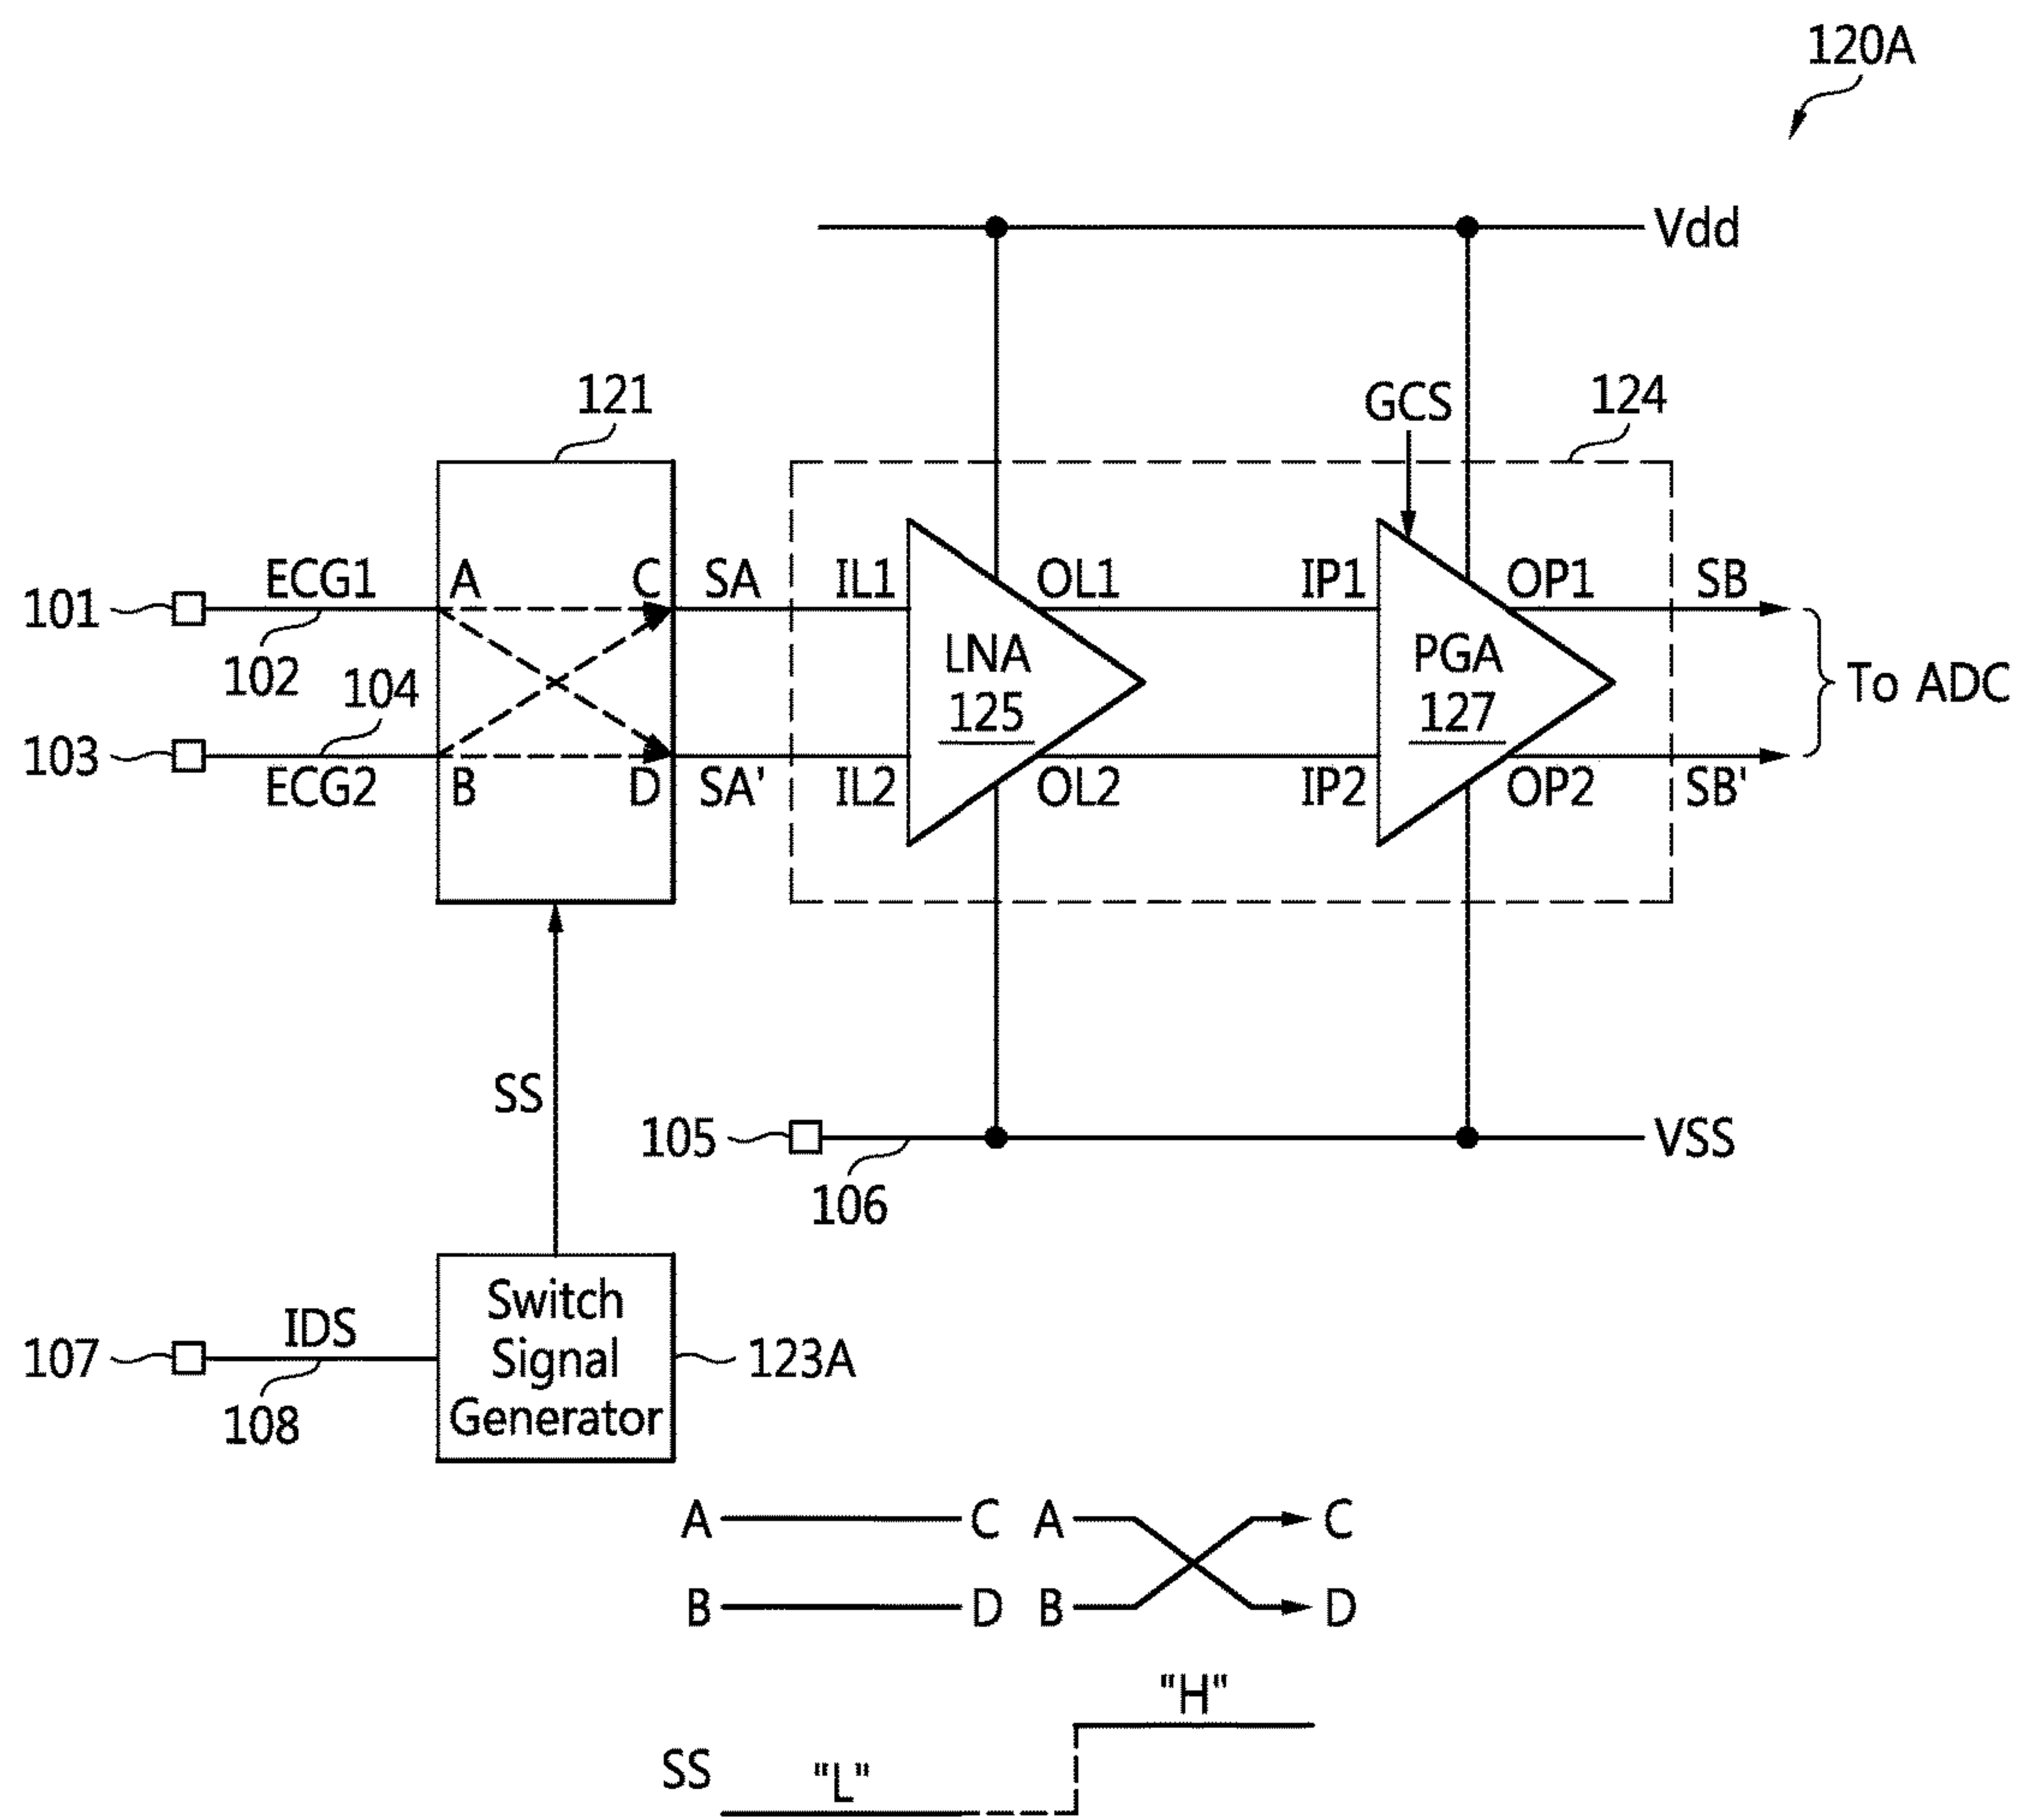 120A
Vdd
121
GCS
124
ECG1
A
C
SA
IL1
OL1
IP1
OP1
SB
101
102
LNA
125
PGA
127
To ADC
104
103
ECG2
B
D
SA'
IL2
OL2
IP2
OP2
SB'
SS
105
VSS
106
107
IDS
108
Switch
Signal
Generator
123A
A C A C
B D B D
"H"
SS "L"